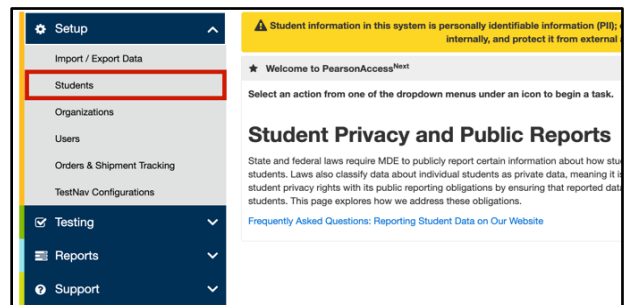 Setup
Import / Export Data
Students
Organizations
Users
Orders & Shipment Tracking
TestNav Configurations
Testing
Reports
Support
Student information in this system is personally identifiable information (PII);
internally, and protect it from external
Welcome to PearsonAccessNext
Select an action from one of the dropdown menus under an icon to begin a task.
Student Privacy and Public Reports
State and federal laws require MDE to publicly report certain information about how
students. Laws also classify data about individual students as private data, meaning it is
student privacy rights with its public reporting obligations by ensuring that reported
students. This page explores how we address these obligations.
Frequently Asked Questions: Reporting Student Data on Our Website